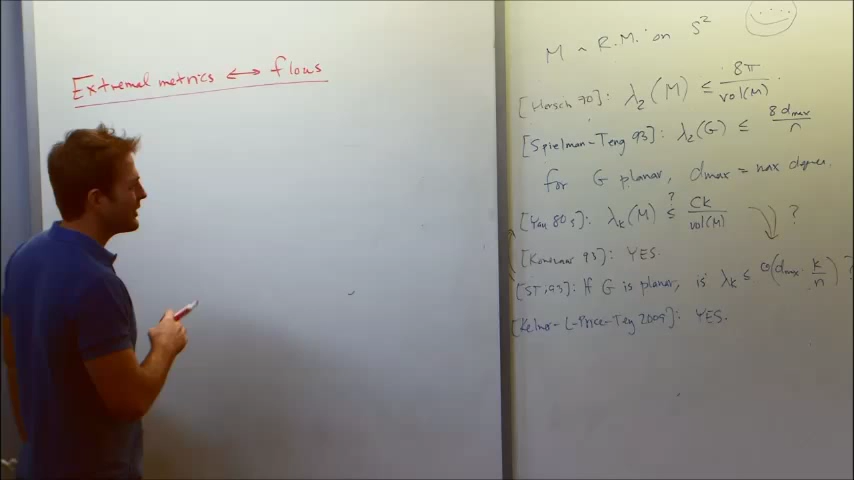 Extremal metrics ↔ flows
M ~ R.M. on S²
[Hersch 70]: λ₂(M) ≤ 8π / vol(M)
[Spielman-Teng 93]: λ₂(G) ≤ 8 dmax / n
for G planar, dmax = max degree.
[Yau 80s]: λₖ(M) ≤? Ck / vol(M) ?
[Korevaar 93]: YES.
[ST, 93]: If G is planar, is λₖ ≤ O(dmax · k/n) ?
[Kelner-L-Price-Teng 2009]: YES.